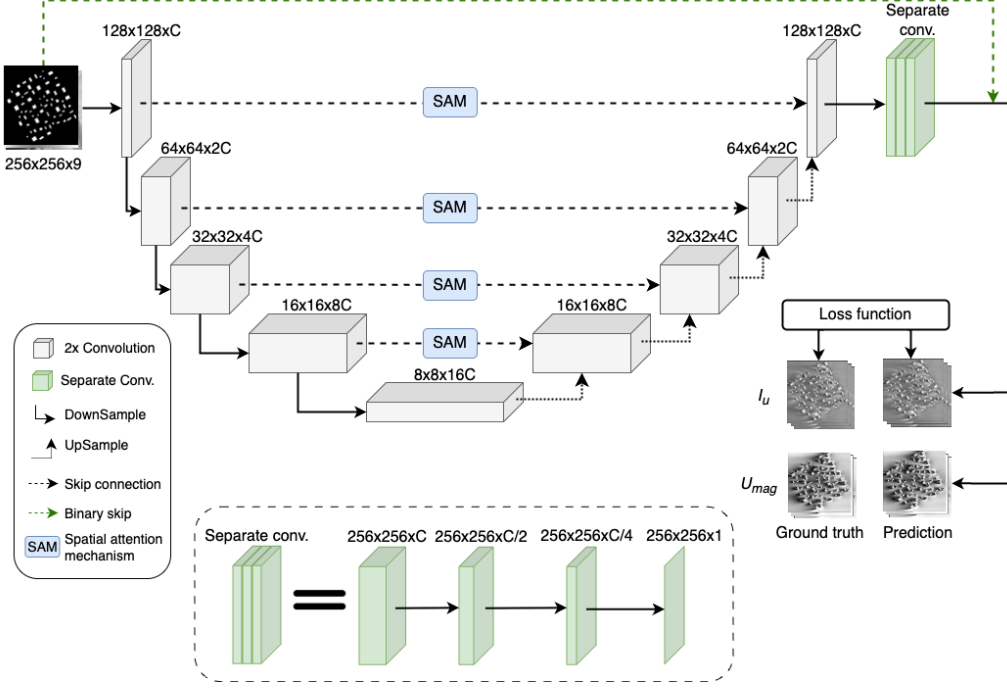 128x128xC
128x128xC
Separate
conv.
SAM
256x256x9
64x64x2C
64x64x2C
SAM
32x32x4C
32x32x4C
SAM
16x16x8C
16x16x8C
SAM
8x8x16C
Loss function
I_u
U_mag
Ground truth
Prediction
2x Convolution
Separate Conv.
DownSample
UpSample
Skip connection
Binary skip
SAM
Spatial attention
mechanism
Separate conv.
256x256xC
256x256xC/2
256x256xC/4
256x256x1